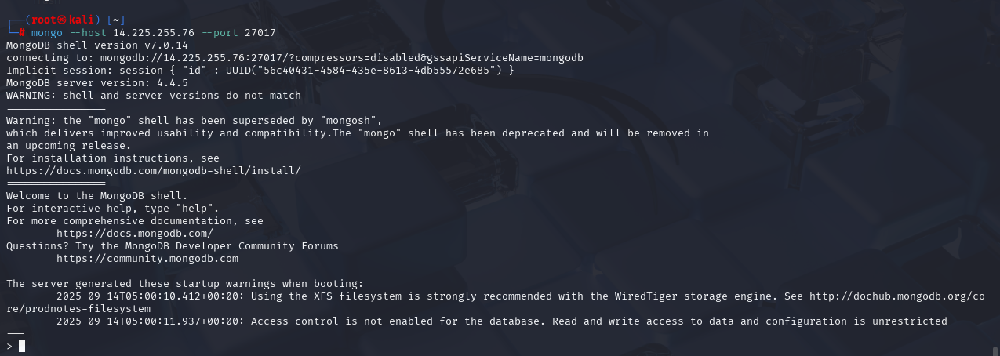 ┌──(root㉿kali)-[~]
└─# mongo --host 14.225.255.76 --port 27017
MongoDB shell version v7.0.14
connecting to: mongodb://14.225.255.76:27017/?compressors=disabled&gssapiServiceName=mongodb
Implicit session: session { "id" : UUID("56c40431-4584-435e-8613-4db55572e685") }
MongoDB server version: 4.4.5
WARNING: shell and server versions do not match
================
Warning: the "mongo" shell has been superseded by "mongosh",
which delivers improved usability and compatibility.The "mongo" shell has been deprecated and will be removed in
an upcoming release.
For installation instructions, see
https://docs.mongodb.com/mongodb-shell/install/
================
Welcome to the MongoDB shell.
For interactive help, type "help".
For more comprehensive documentation, see
https://docs.mongodb.com/
Questions? Try the MongoDB Developer Community Forums
https://community.mongodb.com
---
The server generated these startup warnings when booting:
2025-09-14T05:00:10.412+00:00: Using the XFS filesystem is strongly recommended with the WiredTiger storage engine. See http://dochub.mongodb.org/co
re/prodnotes-filesystem
2025-09-14T05:00:11.937+00:00: Access control is not enabled for the database. Read and write access to data and configuration is unrestricted
---
>